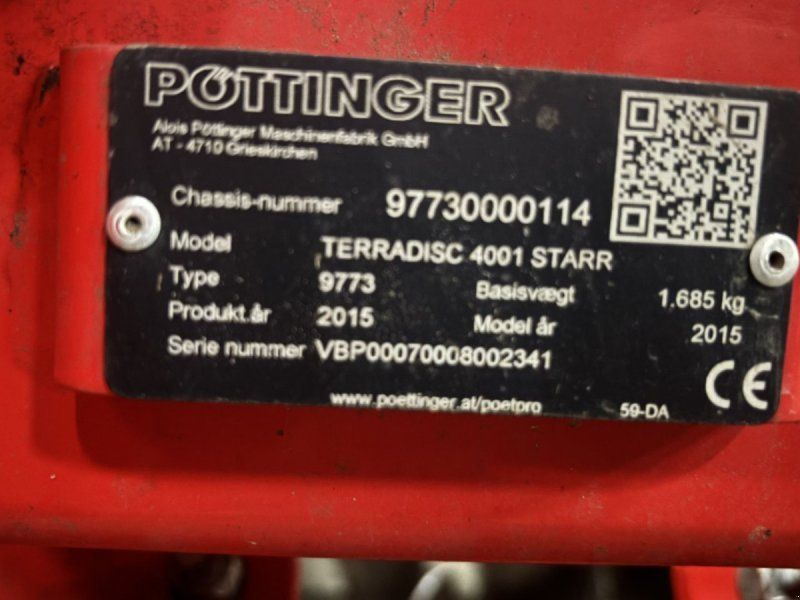 PÖTTINGER
Alois Pöttinger Maschinenfabrik GmbH
AT - 4710 Grieskirchen
Chassis-nummer 97730000114
Model TERRADISC 4001 STARR
Type 9773 Basisvægt 1.685 kg
Produkt.år 2015 Model år 2015
Serie nummer VBP00070008002341
www.poettinger.at/poetpro 59-DA CE